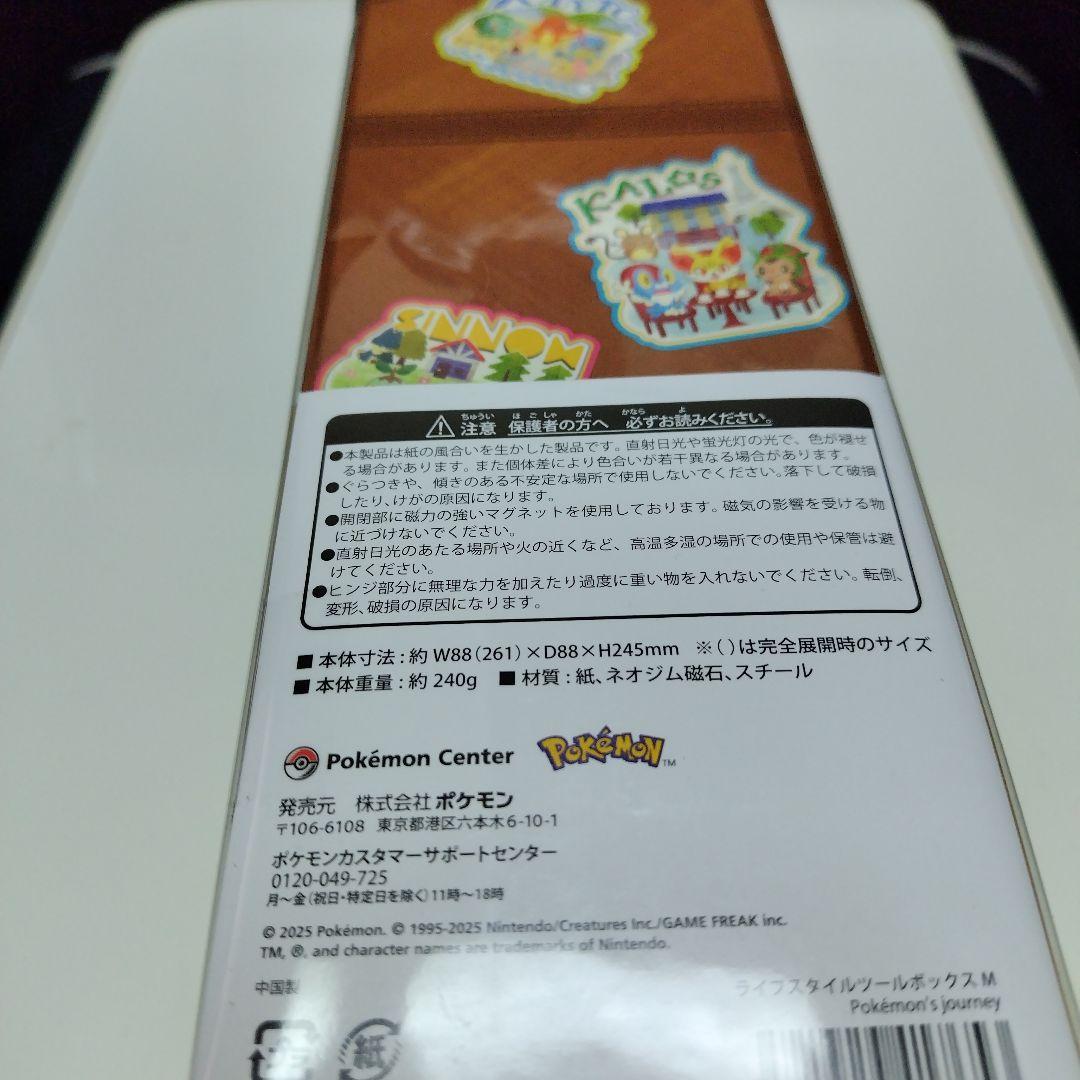 KALOS
SINNOH
注意 保護者の方へ 必ずお読みください。
●本製品は紙の風合いを生かした製品です。直射日光や蛍光灯の光で、色が褪せ
る場合があります。また個体差により色合いが若干異なる場合があります。
●ぐらつきや、傾きのある不安定な場所で使用しないでください。落下して破損
したり、けがの原因になります。
●開閉部に磁力の強いマグネットを使用しております。磁気の影響を受ける物
に近づけないでください。
●直射日光のあたる場所や火の近くなど、高温多湿の場所での使用や保管は避
けてください。
●ヒンジ部分に無理な力を加えたり過度に重い物を入れないでください。転倒、
変形、破損の原因になります。
■本体寸法:約 W88(261)×D88×H245mm ※( )は完全展開時のサイズ
■本体重量:約 240g ■材質:紙、ネオジム磁石、スチール
Pokémon Center POKéMON™
発売元 株式会社ポケモン
〒106-6108 東京都港区六本木6-10-1
ポケモンカスタマーサポートセンター
0120-049-725
月〜金(祝日・特定日を除く)11時〜18時
© 2025 Pokémon. © 1995-2025 Nintendo/Creatures Inc./GAME FREAK inc.
TM, ®, and character names are trademarks of Nintendo.
中国製
ライフスタイルツールボックス M
Pokémon's journey
紙